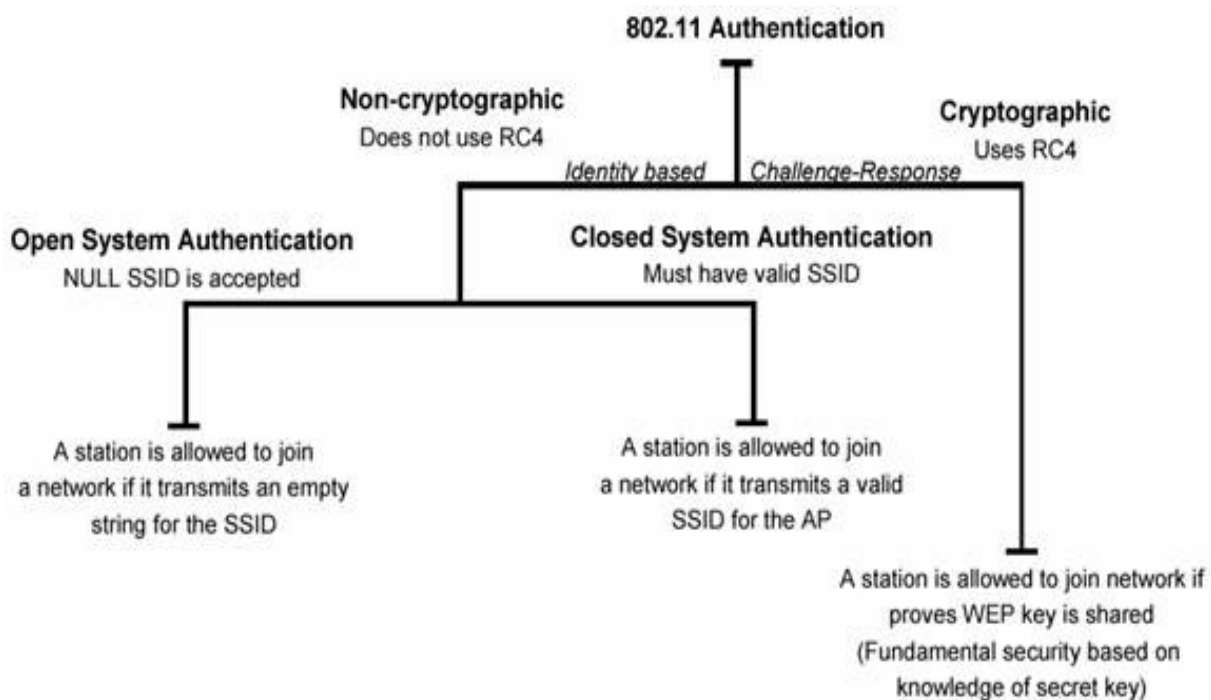 802.11 Authentication
Non-cryptographic
Does not use RC4
Cryptographic
Uses RC4
Identity based
Challenge-Response
Open System Authentication
NULL SSID is accepted
Closed System Authentication
Must have valid SSID
A station is allowed to join
a network if it transmits an empty
string for the SSID
A station is allowed to join
a network if it transmits a valid
SSID for the AP
A station is allowed to join network if
proves WEP key is shared
(Fundamental security based on
knowledge of secret key)